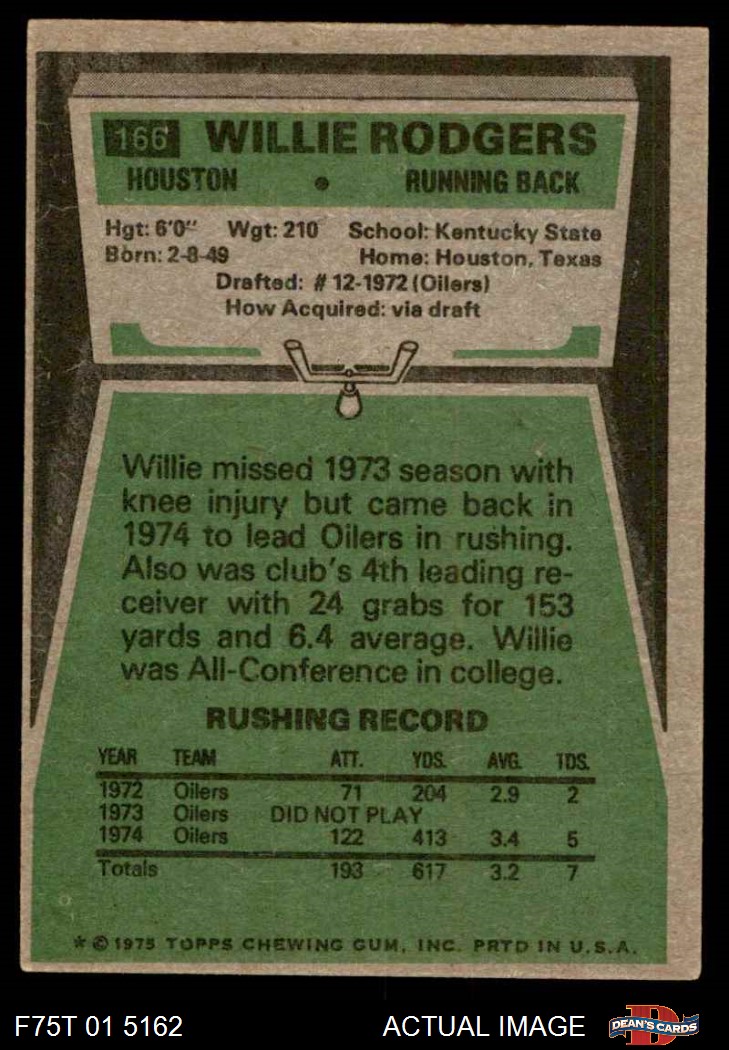 166 WILLIE RODGERS
HOUSTON • RUNNING BACK
Hgt: 6'0" Wgt: 210 School: Kentucky State
Born: 2-8-49 Home: Houston, Texas
Drafted: #12-1972 (Oilers)
How Acquired: via draft
Willie missed 1973 season with
knee injury but came back in
1974 to lead Oilers in rushing.
Also was club's 4th leading re-
ceiver with 24 grabs for 153
yards and 6.4 average. Willie
was All-Conference in college.
RUSHING RECORD
YEAR TEAM ATT. YDS. AVG. TDS.
1972 Oilers 71 204 2.9 2
1973 Oilers DID NOT PLAY
1974 Oilers 122 413 3.4 5
Totals 193 617 3.2 7
* © 1975 TOPPS CHEWING GUM, INC. PRTD IN U.S.A.
F75T 01 5162 ACTUAL IMAGE D DEAN'S CARDS